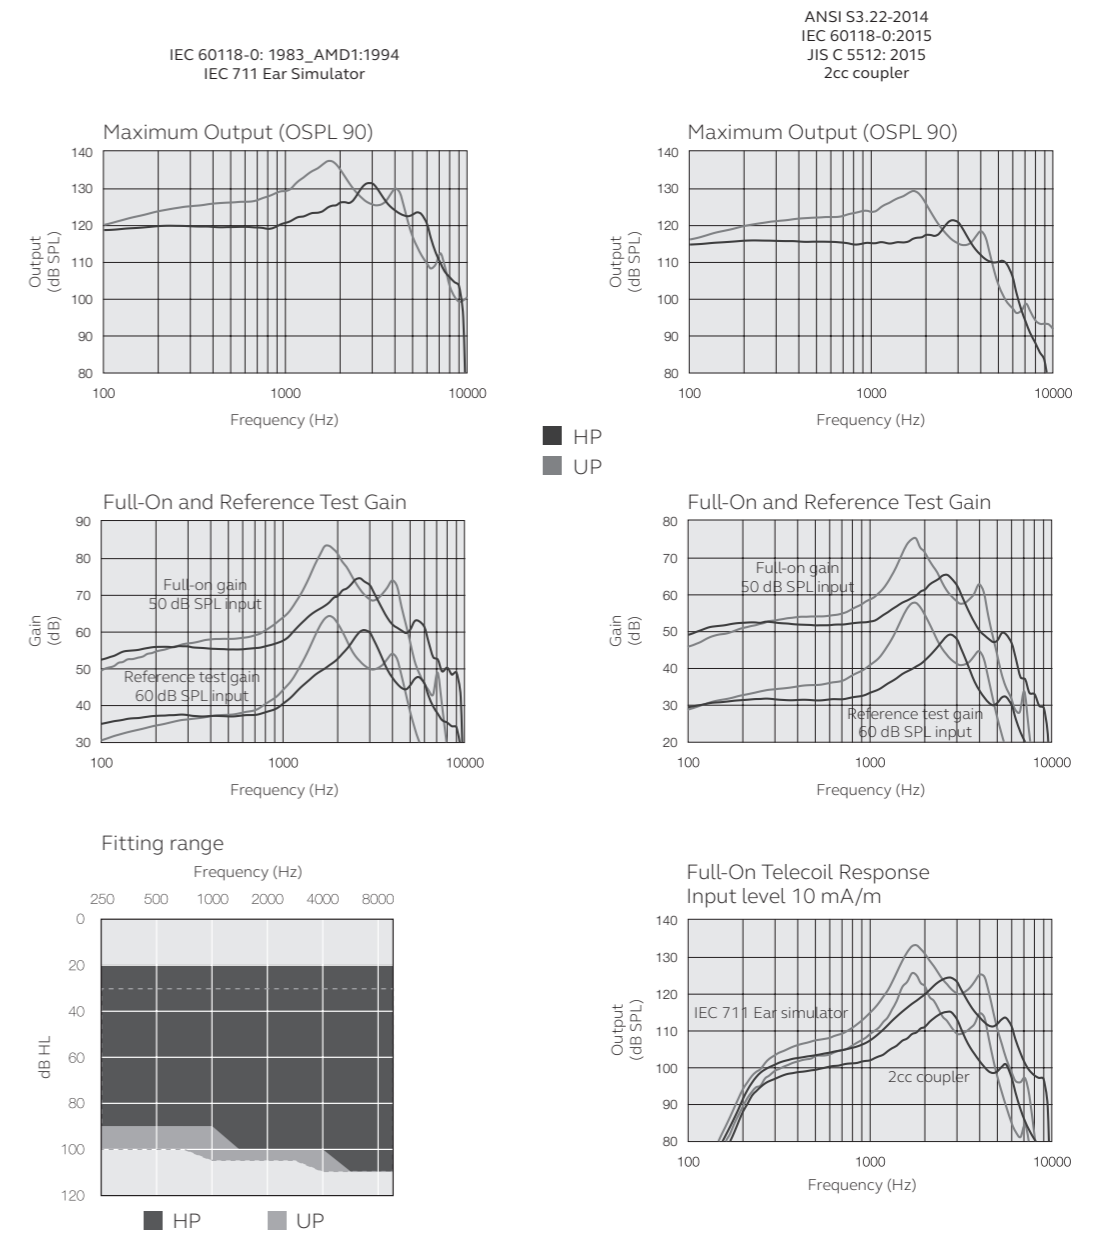 IEC 60118-0: 1983_AMD1:1994
IEC 711 Ear Simulator
ANSI S3.22-2014
IEC 60118-0:2015
JIS C 5512: 2015
2cc coupler
Maximum Output (OSPL 90)
140
130
120
110
100
90
80
Output
(dB SPL)
100 1000 10000
Frequency (Hz)
Maximum Output (OSPL 90)
140
130
120
110
100
90
80
Output
(dB SPL)
100 1000 10000
Frequency (Hz)
HP
UP
Full-On and Reference Test Gain
90
80
70
60
50
40
30
Gain
(dB)
Full-on gain
50 dB SPL input
Reference test gain
60 dB SPL input
100 1000 10000
Frequency (Hz)
Full-On and Reference Test Gain
80
70
60
50
40
30
20
Gain
(dB)
Full-on gain
50 dB SPL input
Reference test gain
60 dB SPL input
100 1000 10000
Frequency (Hz)
Fitting range
Frequency (Hz)
250 500 1000 2000 4000 8000
0
20
40
60
80
100
120
dB HL
HP UP
Full-On Telecoil Response
Input level 10 mA/m
140
130
120
110
100
90
80
Output
(dB SPL)
IEC 711 Ear simulator
2cc coupler
100 1000 10000
Frequency (Hz)